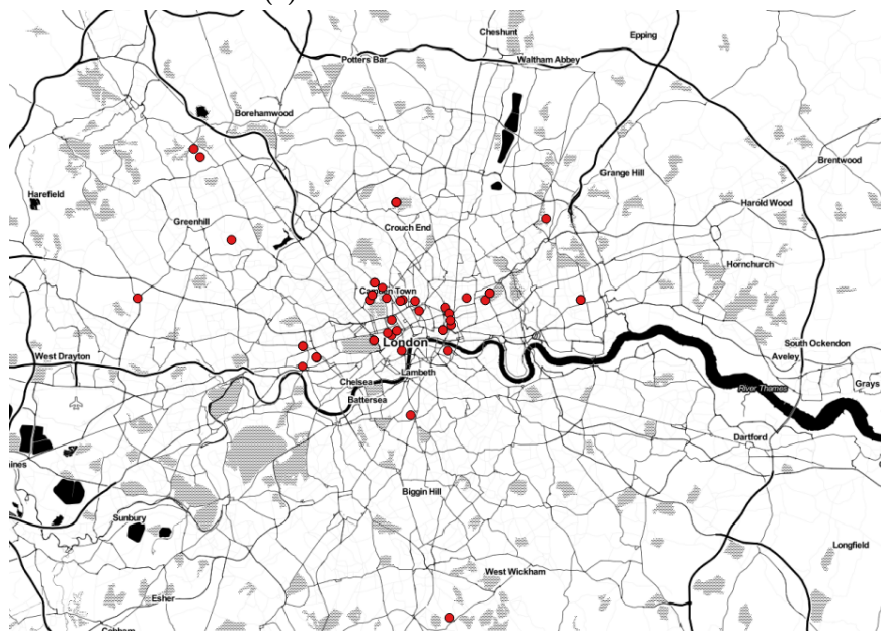 Cheshunt
Epping
Potters Bar
Waltham Abbey
Borehamwood
Brentwood
Grange Hill
Harefield
Harold Wood
Greenhill
Crouch End
Hornchurch
Camden Town
London
South Ockendon
West Drayton
Aveley
Lambeth
Chelsea
River Thames
Grays
Battersea
Dartford
ines
Biggin Hill
Sunbury
Longfield
West Wickham
Esher